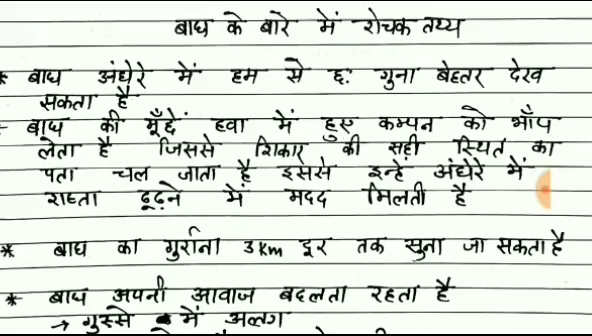 बाघ के बारे में रोचक तथ्य
* बाघ अंधेरे में हम से छः गुना बेहतर देख
सकता है
- बाघ की मूँछें हवा में हुए कम्पन को भाँप
लेता है जिससे शिकार की सही स्थित का
पता चल जाता है इससे इन्हे अंधेरे में
रास्ता ढूढ़ने में मदद मिलती है
* बाघ का गुर्राना 3km दूर तक सुना जा सकता है
* बाघ अपनी आवाज बदलता रहता है
→ गुस्से में अलग